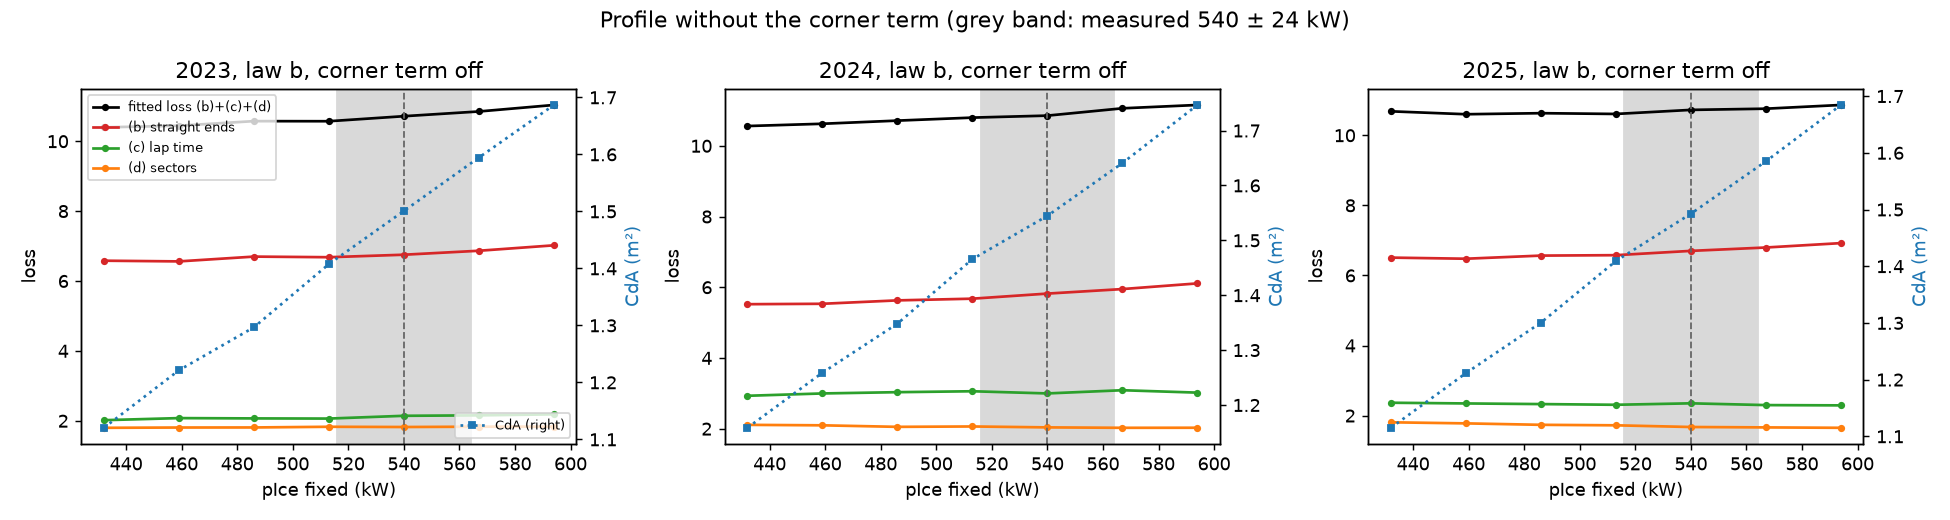 Profile without the corner term (grey band: measured 540 ± 24 kW)
2023, law b, corner term off
fitted loss (b)+(c)+(d)
(b) straight ends
(c) lap time
(d) sectors
CdA (right)
10
8
6
4
2
loss
1.7
1.6
1.5
1.4
1.3
1.2
1.1
CdA (m²)
440 460 480 500 520 540 560 580 600
pIce fixed (kW)
2024, law b, corner term off
10
8
6
4
2
loss
1.7
1.6
1.5
1.4
1.3
1.2
CdA (m²)
440 460 480 500 520 540 560 580 600
pIce fixed (kW)
2025, law b, corner term off
10
8
6
4
2
loss
1.7
1.6
1.5
1.4
1.3
1.2
1.1
CdA (m²)
440 460 480 500 520 540 560 580 600
pIce fixed (kW)